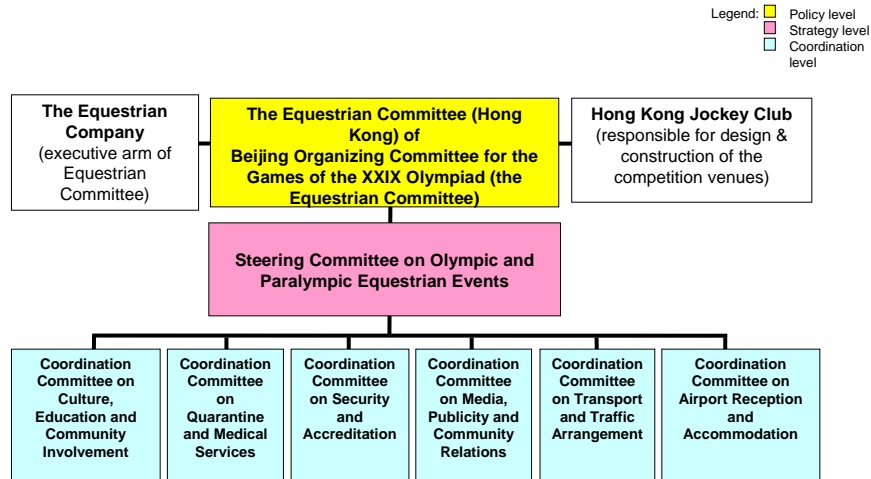 Legend: Policy level
Strategy level
Coordination
level
The Equestrian
Company
(executive arm of
Equestrian
Committee)
The Equestrian Committee (Hong
Kong) of
Beijing Organizing Committee for the
Games of the XXIX Olympiad (the
Equestrian Committee)
Hong Kong Jockey Club
(responsible for design &
construction of the
competition venues)
Steering Committee on Olympic and
Paralympic Equestrian Events
Coordination
Committee on
Culture,
Education and
Community
Involvement
Coordination
Committee
on
Quarantine
and Medical
Services
Coordination
Committee
on Security
and
Accreditation
Coordination
Committee
on Media,
Publicity and
Community
Relations
Coordination
Committee
on Transport
and Traffic
Arrangement
Coordination
Committee on
Airport Reception
and
Accommodation